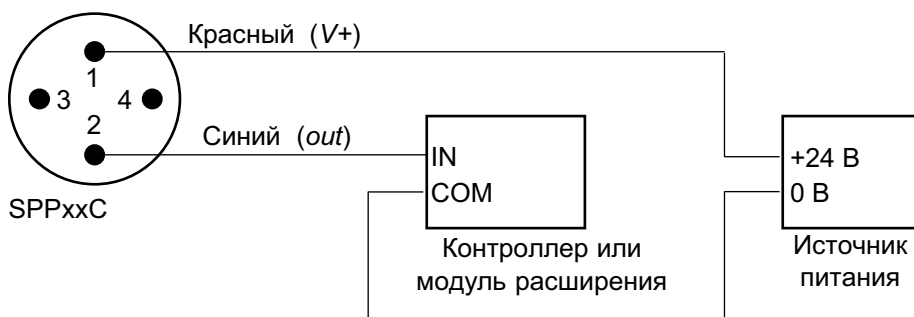 Красный (V+)
1
3 4
2
Синий (out)
SPPxxC
IN
COM
Контроллер или
модуль расширения
+24 В
0 В
Источник
питания